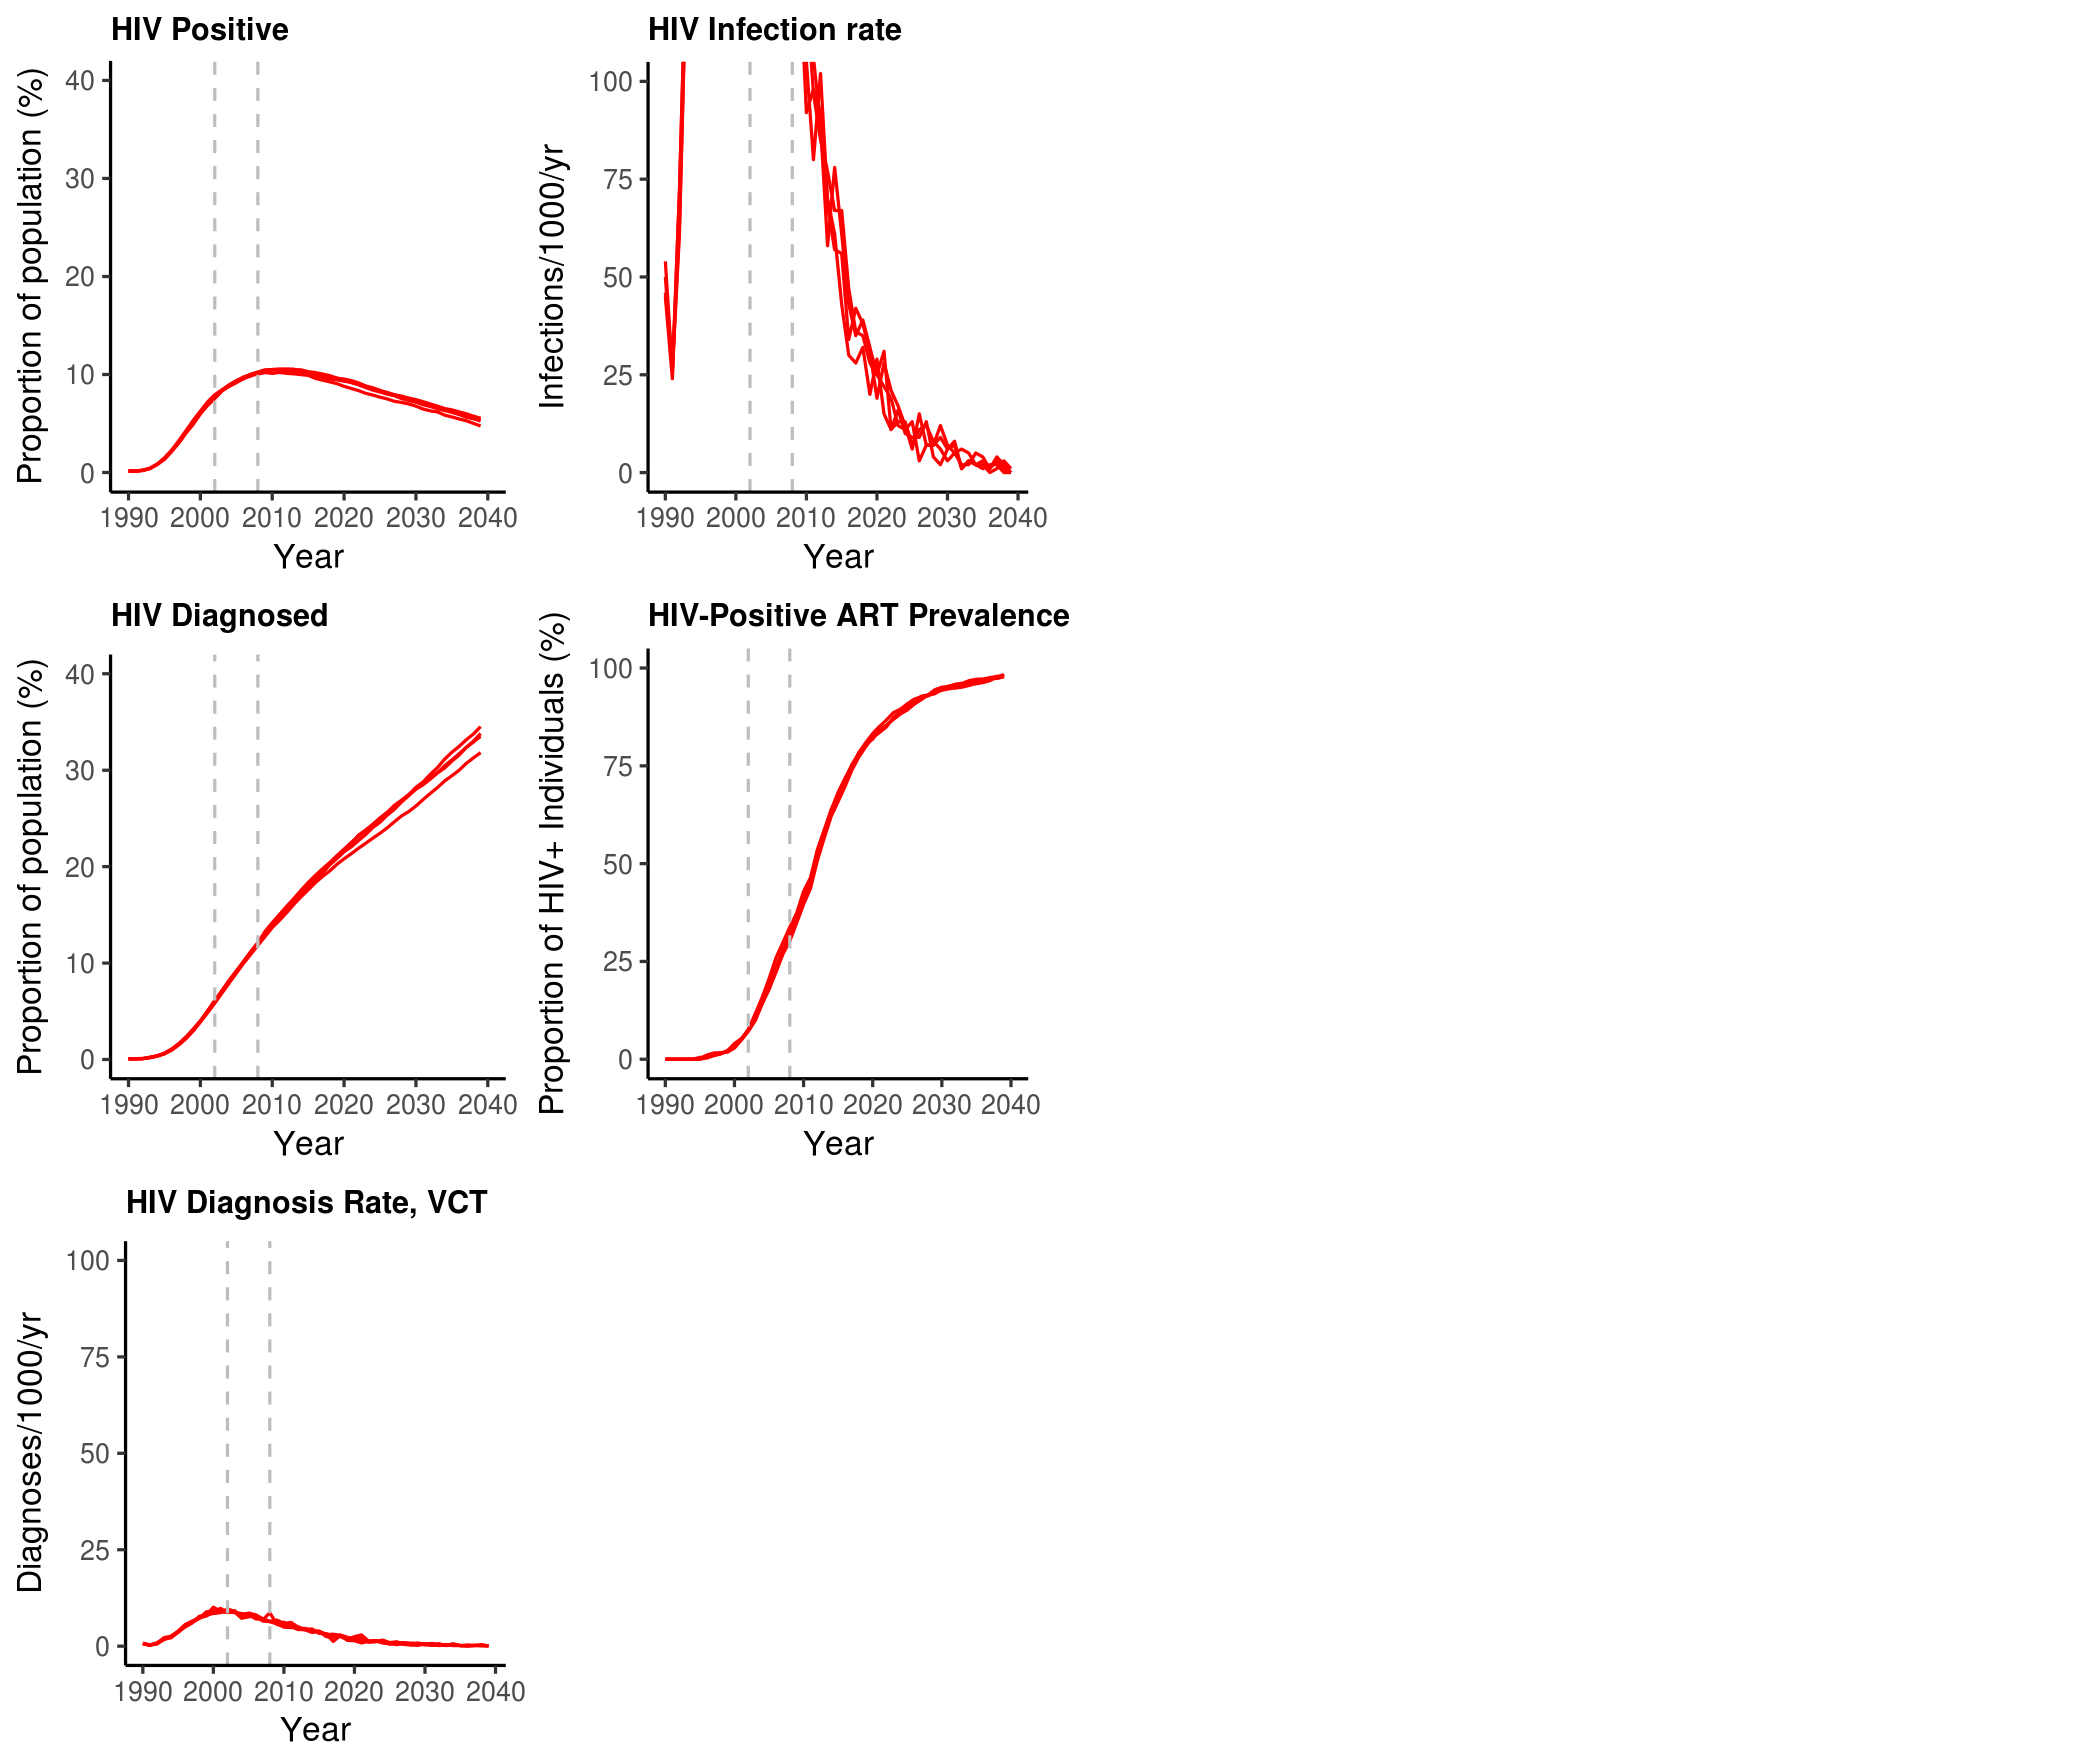 HIV Positive
Proportion of population (%)
40
30
20
10
0
1990 2000 2010 2020 2030 2040
Year
HIV Infection rate
Infections/1000/yr
100
75
50
25
0
1990 2000 2010 2020 2030 2040
Year
HIV Diagnosed
Proportion of population (%)
40
30
20
10
0
1990 2000 2010 2020 2030 2040
Year
HIV-Positive ART Prevalence
Proportion of HIV+ Individuals (%)
100
75
50
25
0
1990 2000 2010 2020 2030 2040
Year
HIV Diagnosis Rate, VCT
Diagnoses/1000/yr
100
75
50
25
0
1990 2000 2010 2020 2030 2040
Year